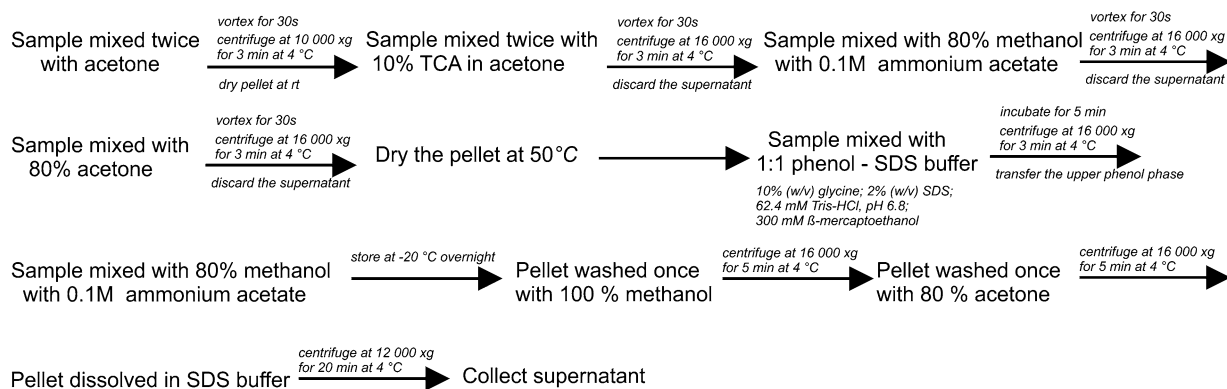 Sample mixed twice
with acetone
vortex for 30s
centrifuge at 10 000 xg
for 3 min at 4 °C
dry pellet at rt
Sample mixed twice with
10% TCA in acetone
vortex for 30s
centrifuge at 16 000 xg
for 3 min at 4 °C
discard the supernatant
Sample mixed with 80% methanol
with 0.1M ammonium acetate
vortex for 30s
centrifuge at 16 000 xg
for 3 min at 4 °C
discard the supernatant
Sample mixed with
80% acetone
vortex for 30s
centrifuge at 16 000 xg
for 3 min at 4 °C
discard the supernatant
Dry the pellet at 50°C
Sample mixed with
1:1 phenol - SDS buffer
10% (w/v) glycine; 2% (w/v) SDS;
62.4 mM Tris-HCl, pH 6.8;
300 mM ß-mercaptoethanol
incubate for 5 min
centrifuge at 16 000 xg
for 3 min at 4 °C
transfer the upper phenol phase
Sample mixed with 80% methanol
with 0.1M ammonium acetate
store at -20 °C overnight
Pellet washed once
with 100 % methanol
centrifuge at 16 000 xg
for 5 min at 4 °C
Pellet washed once
with 80 % acetone
centrifuge at 16 000 xg
for 5 min at 4 °C
Pellet dissolved in SDS buffer
centrifuge at 12 000 xg
for 20 min at 4 °C
Collect supernatant